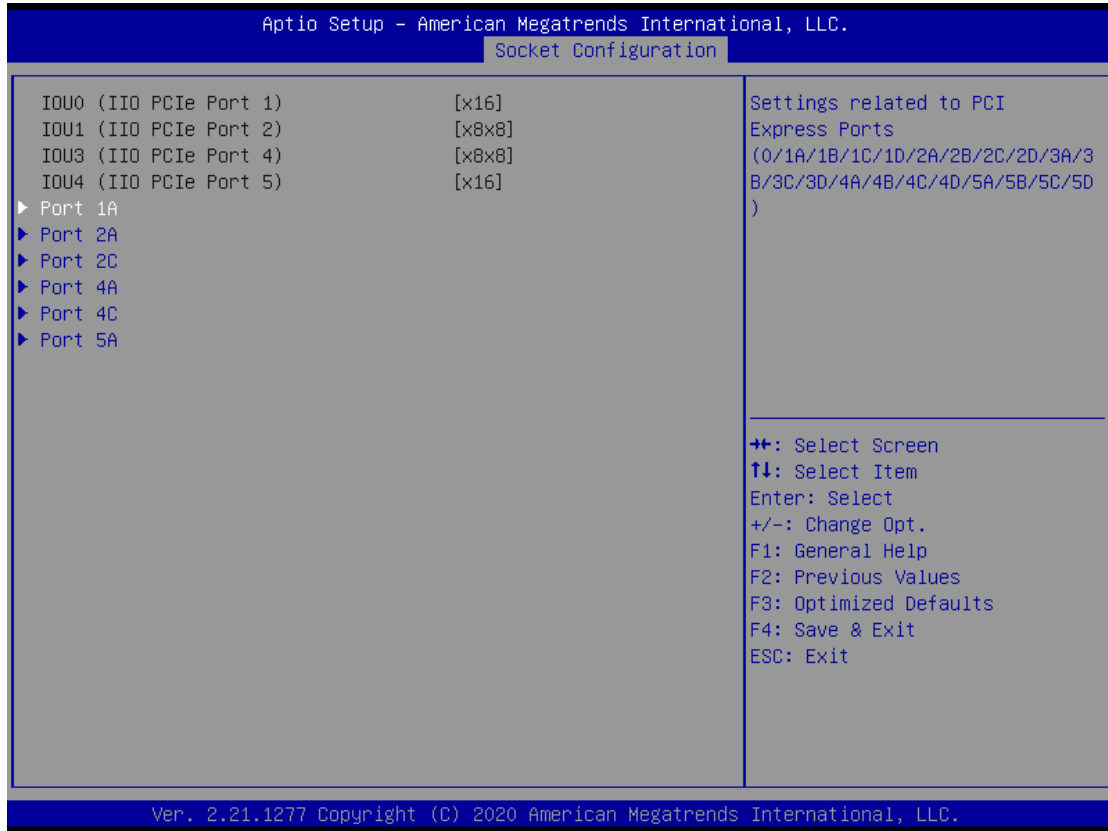 Aptio Setup – American Megatrends International, LLC.
Socket Configuration
IOU0 (IIO PCIe Port 1) [x16]
IOU1 (IIO PCIe Port 2) [x8x8]
IOU3 (IIO PCIe Port 4) [x8x8]
IOU4 (IIO PCIe Port 5) [x16]
▶ Port 1A
▶ Port 2A
▶ Port 2C
▶ Port 4A
▶ Port 4C
▶ Port 5A
Settings related to PCI
Express Ports
(0/1A/1B/1C/1D/2A/2B/2C/2D/3A/3
B/3C/3D/4A/4B/4C/4D/5A/5B/5C/5D
)
→←: Select Screen
↑↓: Select Item
Enter: Select
+/-: Change Opt.
F1: General Help
F2: Previous Values
F3: Optimized Defaults
F4: Save & Exit
ESC: Exit
Ver. 2.21.1277 Copyright (C) 2020 American Megatrends International, LLC.